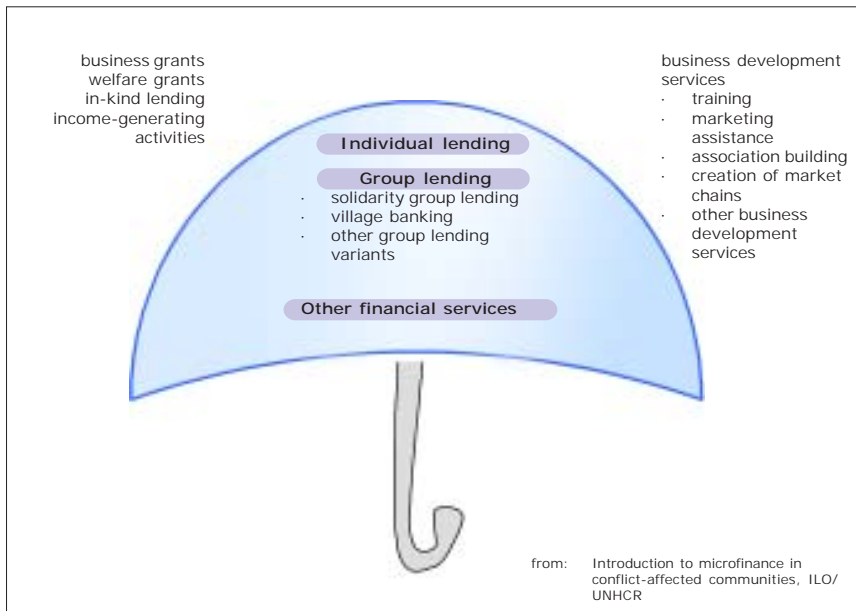 business grants
welfare grants
in-kind lending
income-generating
activities
Individual lending
Group lending
· solidarity group lending
· village banking
· other group lending
variants
Other financial services
business development
services
· training
· marketing
assistance
· association building
· creation of market
chains
· other business
development
services
from: Introduction to microfinance in
conflict-affected communities, ILO/
UNHCR